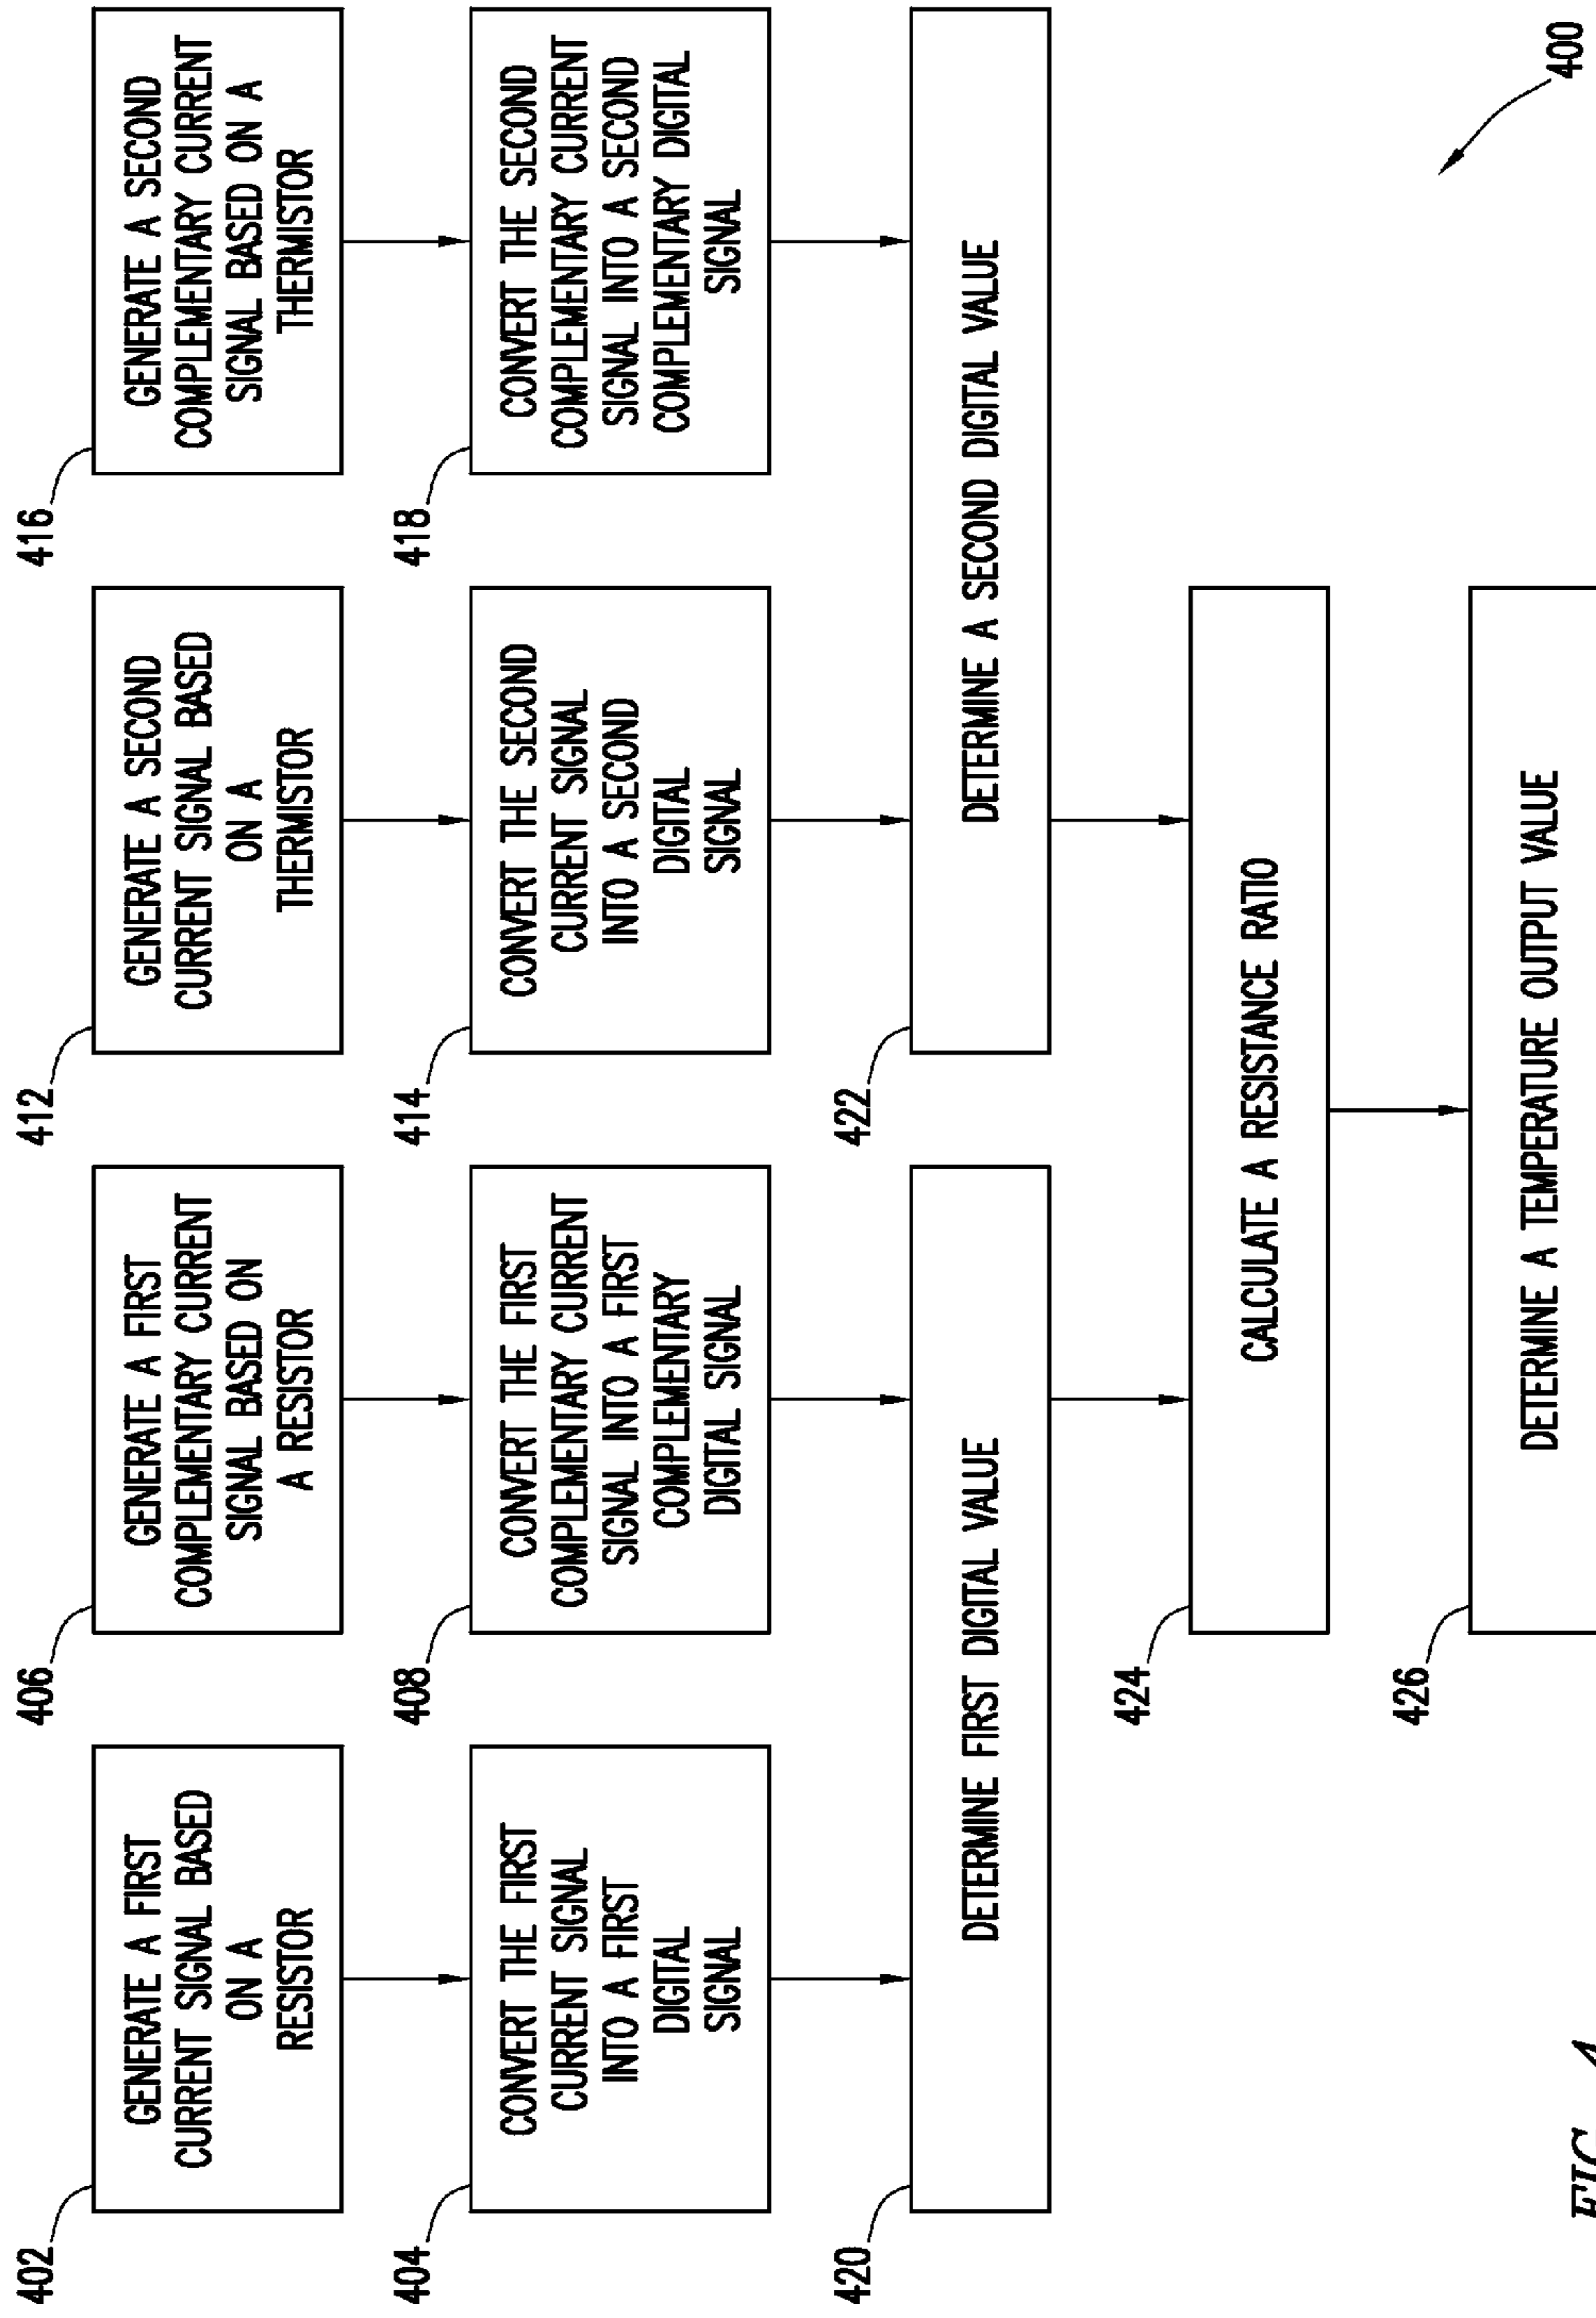 402
GENERATE A FIRST
CURRENT SIGNAL BASED
ON A
RESISTOR
406
GENERATE A FIRST
COMPLEMENTARY CURRENT
SIGNAL BASED ON
A RESISTOR
412
GENERATE A SECOND
CURRENT SIGNAL BASED
ON A
THERMISTOR
416
GENERATE A SECOND
COMPLEMENTARY CURRENT
SIGNAL BASED ON A
THERMISTOR
404
CONVERT THE FIRST
CURRENT SIGNAL
INTO A FIRST
DIGITAL
SIGNAL
408
CONVERT THE FIRST
COMPLEMENTARY CURRENT
SIGNAL INTO A FIRST
COMPLEMENTARY
DIGITAL SIGNAL
414
CONVERT THE SECOND
CURRENT SIGNAL
INTO A SECOND
DIGITAL
SIGNAL
418
CONVERT THE SECOND
COMPLEMENTARY CURRENT
SIGNAL INTO A SECOND
COMPLEMENTARY DIGITAL
SIGNAL
420
DETERMINE FIRST DIGITAL VALUE
422
DETERMINE A SECOND DIGITAL VALUE
424
CALCULATE A RESISTANCE RATIO
426
DETERMINE A TEMPERATURE OUTPUT VALUE
400
FIG. 4